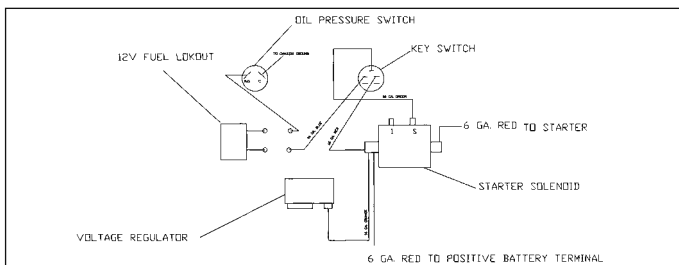 OIL PRESSURE SWITCH
12V FUEL LOKOUT
TO CHASSIS GROUND
KEY SWITCH
I S
6 GA. RED TO STARTER
STARTER SOLENOID
VOLTAGE REGULATOR
6 GA. RED TO POSITIVE BATTERY TERMINAL